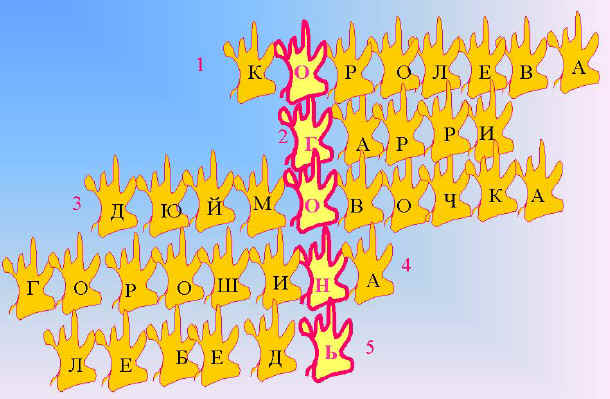 1 КОРОЛЕВА
2 ГАРРИ
3 ДЮЙМОВОЧКА
ГОРОШИНА 4
ЛЕБЕДЬ 5